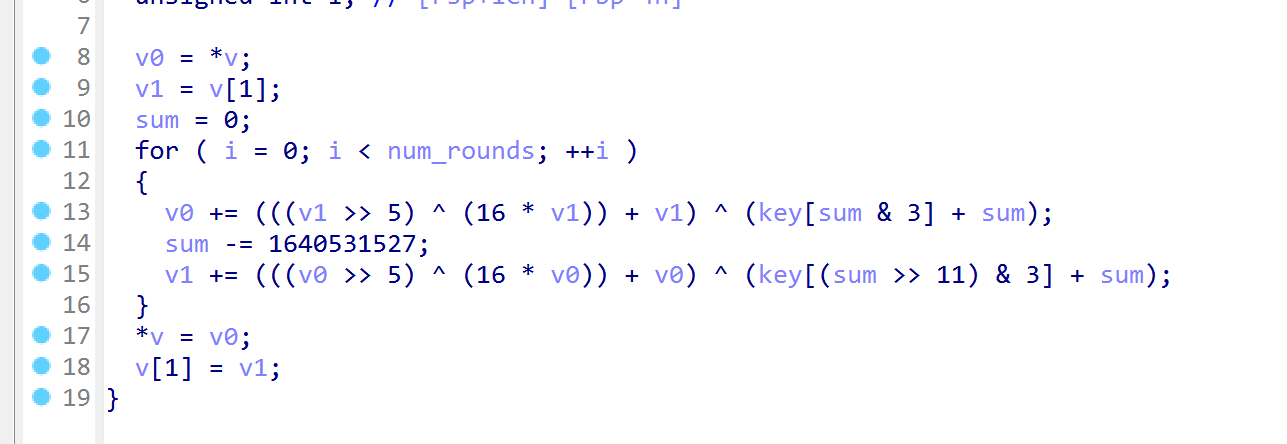 7
8 v0 = *v;
9 v1 = v[1];
10 sum = 0;
11 for ( i = 0; i < num_rounds; ++i )
12 {
13 v0 += (((v1 >> 5) ^ (16 * v1)) + v1) ^ (key[sum & 3] + sum);
14 sum -= 1640531527;
15 v1 += (((v0 >> 5) ^ (16 * v0)) + v0) ^ (key[(sum >> 11) & 3] + sum);
16 }
17 *v = v0;
18 v[1] = v1;
19 }